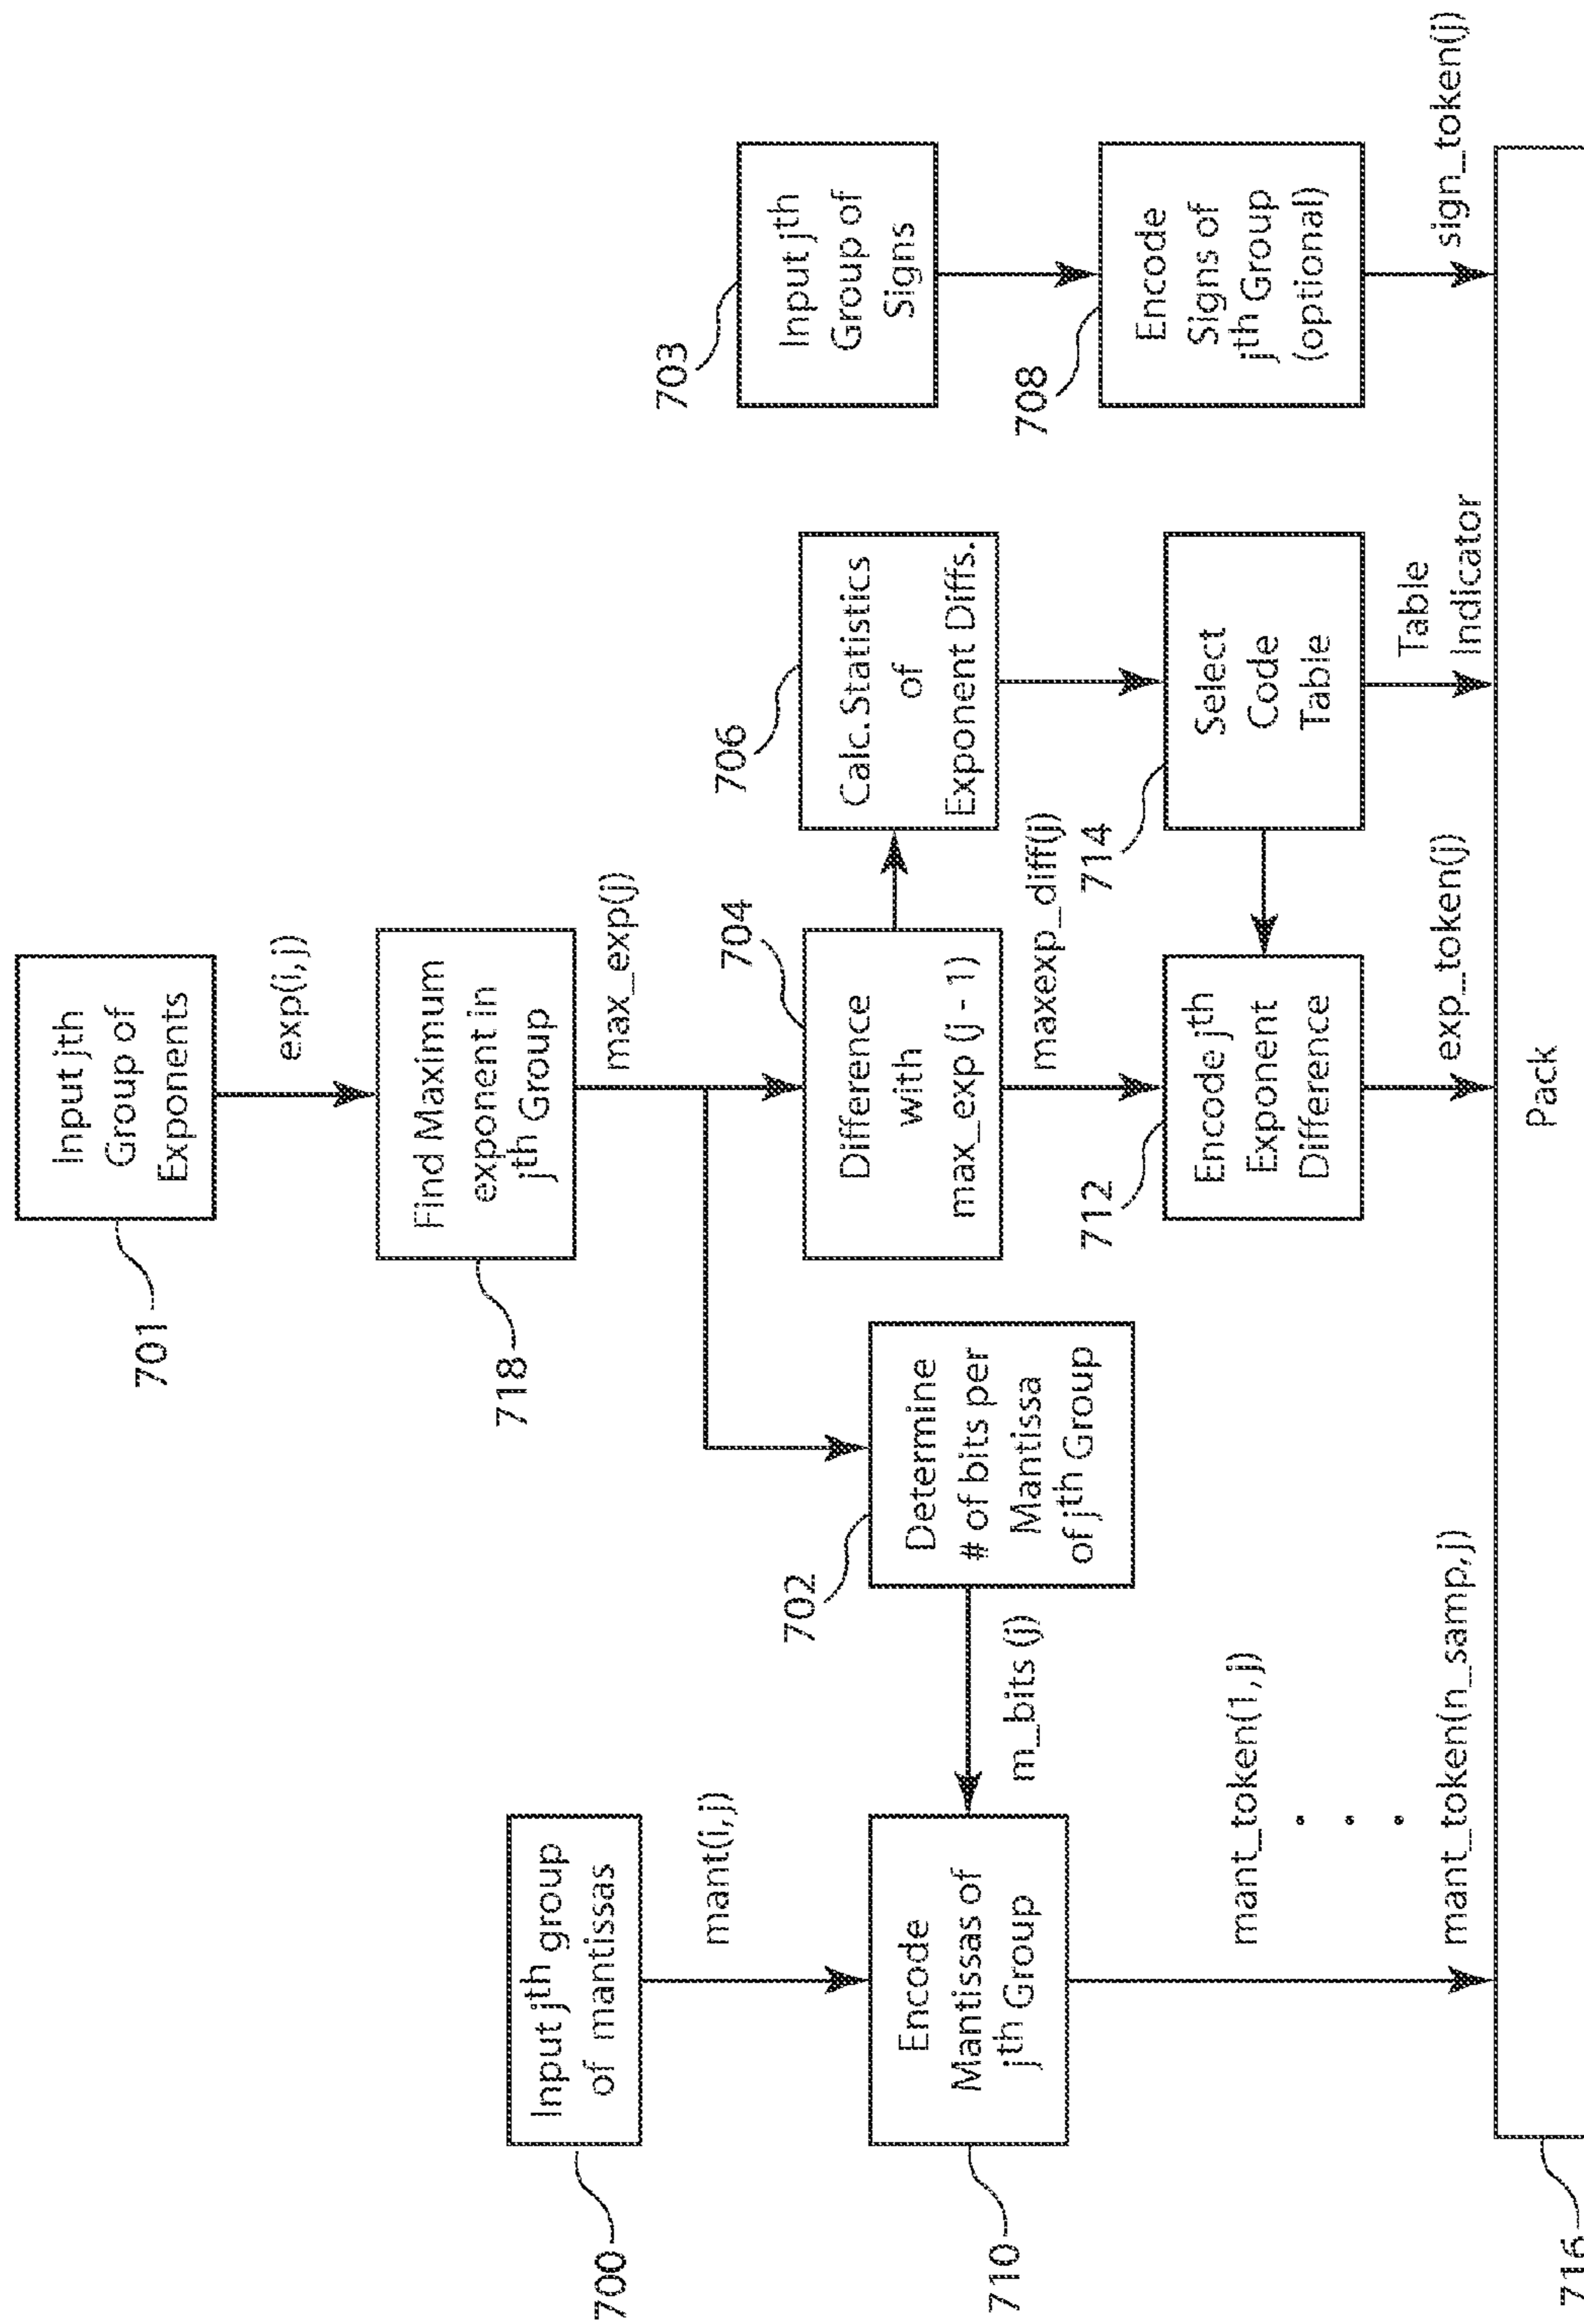 701
Input jth
Group of
Exponents
exp(i,j)
718
Find Maximum
exponent in
jth Group
max_exp(j)
700
Input jth group
of mantissas
mant(i,j)
702
Determine
# of bits per
Mantissa
of jth Group
m_bits (j)
704
Difference
with
max_exp (j - 1)
maxexp_diff(j)
706
Calc.Statistics
of
Exponent Diffs.
703
Input jth
Group of
Signs
710
Encode
Mantissas of
jth Group
mant_token(1,j)
mant_token(n_samp,j)
712
Encode jth
Exponent
Difference
exp_token(j)
714
Select
Code
Table
Table
Indicator
708
Encode
Signs of
jth Group
(optional)
sign_token(j)
716
Pack